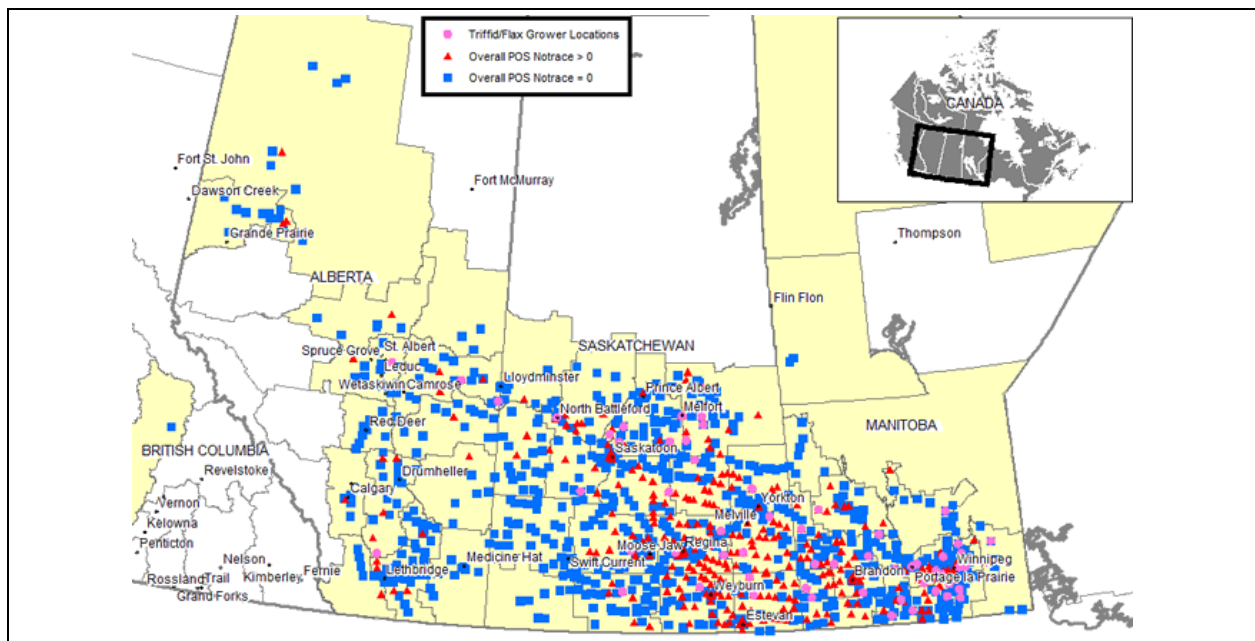 Triffid/Flax Grower Locations
Overall POS Notrace > 0
Overall POS Notrace = 0
CANADA
Fort St. John
Fort McMurray
Dawson Creek
Thompson
Grande Prairie
ALBERTA
Flin Flon
SASKATCHEWAN
Spruce Grove
St. Albert
Leduc
Wetaskiwin
Camrose
Lloydminster
Prince Albert
North Battleford
Melfort
Red Deer
MANITOBA
BRITISH COLUMBIA
Saskatoon
Revelstoke
Drumheller
Calgary
Vernon
Yorkton
Kelowna
Melville
Penticton
Moose Jaw
Regina
Nelson
Medicine Hat
Swift Current
Winnipeg
Fernie
Lethbridge
Brandon
Portage la Prairie
Rossland
Trail
Kimberley
Weyburn
Grand Forks
Estevan